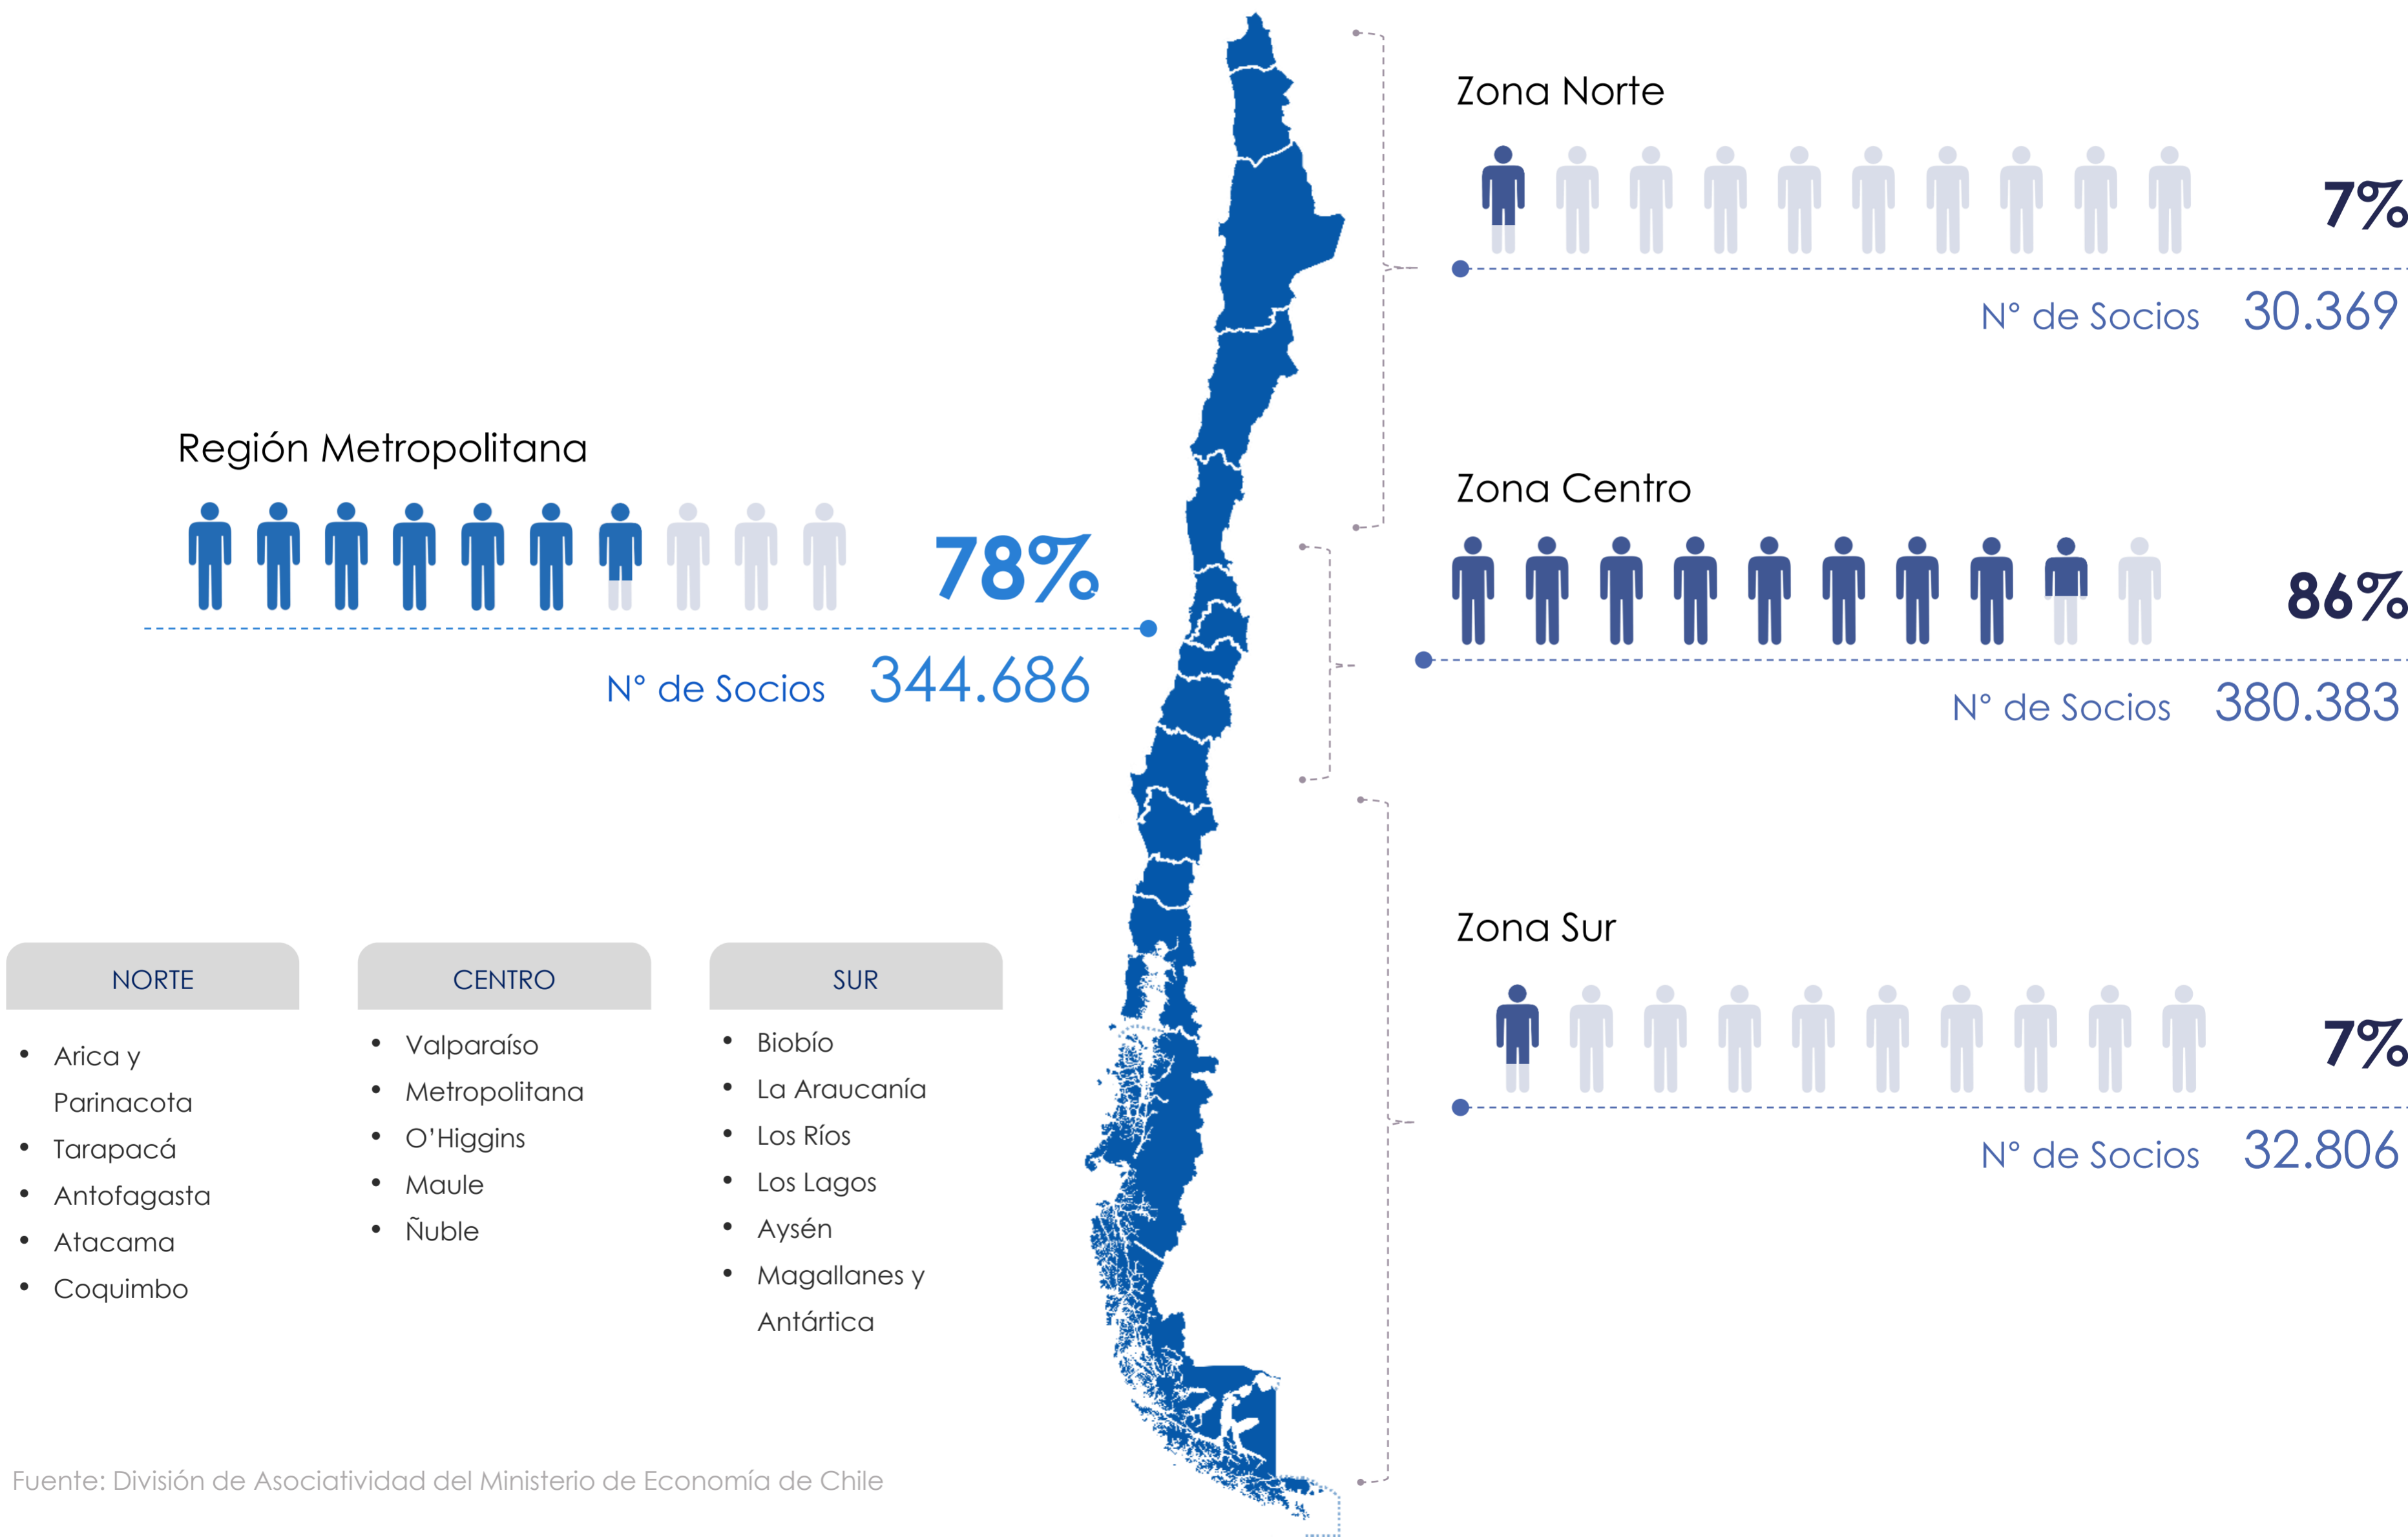 Zona Norte
7%
N° de Socios 30.369
Región Metropolitana
78%
N° de Socios 344.686
Zona Centro
86%
N° de Socios 380.383
Zona Sur
7%
N° de Socios 32.806
NORTE
• Arica y
Parinacota
• Tarapacá
• Antofagasta
• Atacama
• Coquimbo
CENTRO
• Valparaíso
• Metropolitana
• O’Higgins
• Maule
• Ñuble
SUR
• Biobío
• La Araucanía
• Los Ríos
• Los Lagos
• Aysén
• Magallanes y
Antártica
Fuente: División de Asociatividad del Ministerio de Economía de Chile